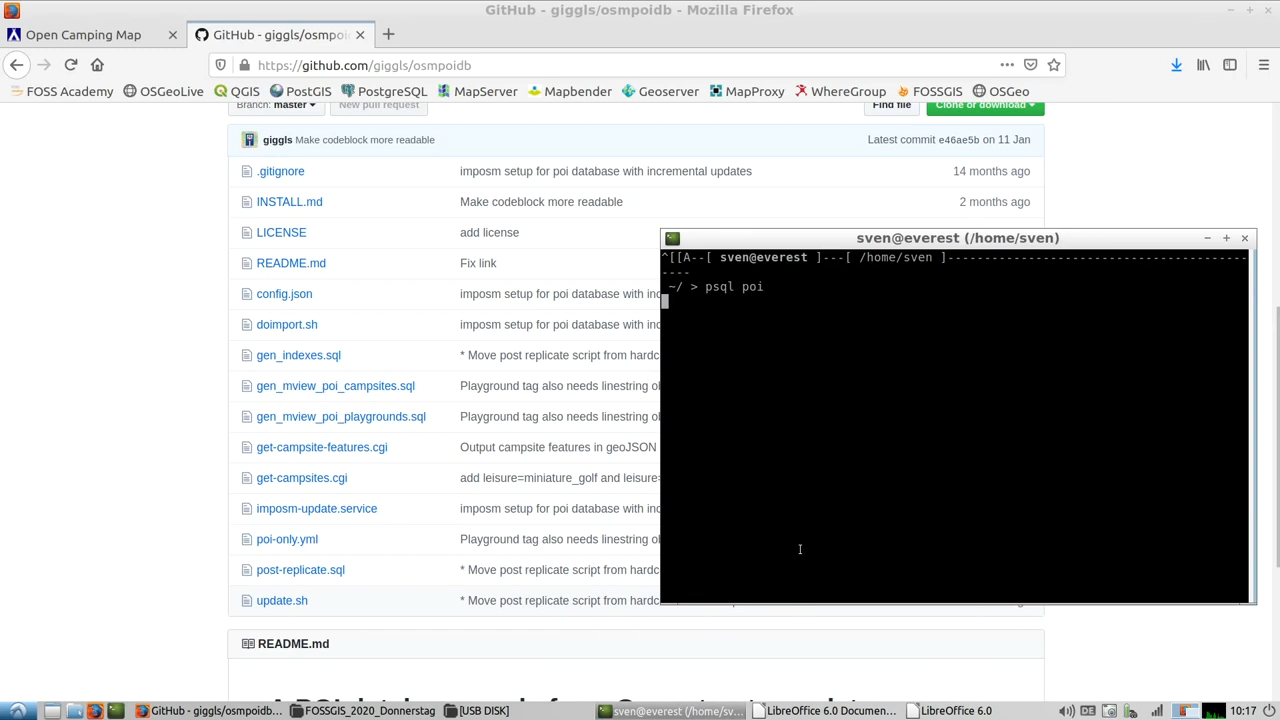 GitHub - giggls/osmpoidb - Mozilla Firefox
Open Camping Map
GitHub - giggls/osmpoi
https://github.com/giggls/osmpoidb
FOSS Academy OSGeoLive QGIS PostGIS PostgreSQL MapServer Mapbender Geoserver MapProxy WhereGroup FOSSGIS OSGeo
Branch: master New pull request Find file Clone or download
giggls Make codeblock more readable Latest commit e46ae5b on 11 Jan
.gitignore imposm setup for poi database with incremental updates 14 months ago
INSTALL.md Make codeblock more readable 2 months ago
LICENSE add license
README.md Fix link
config.json imposm setup for poi database with inc
doimport.sh imposm setup for poi database with inc
gen_indexes.sql * Move post replicate script from hardc
gen_mview_poi_campsites.sql Playground tag also needs linestring ob
gen_mview_poi_playgrounds.sql Playground tag also needs linestring ob
get-campsite-features.cgi Output campsite features in geoJSON
get-campsites.cgi add leisure=miniature_golf and leisure=
imposm-update.service imposm setup for poi database with inc
poi-only.yml Playground tag also needs linestring ob
post-replicate.sql * Move post replicate script from hardc
update.sh * Move post replicate script from hardc
README.md
sven@everest (/home/sven)
^[[A--[ sven@everest ]---[ /home/sven ]-----------------------------------------
----
~/ > psql poi
GitHub - giggls/osmpoidb... FOSSGIS_2020_Donnerstag [USB DISK] sven@everest (/home/sv... LibreOffice 6.0 Documen... LibreOffice 6.0 DE 10:17